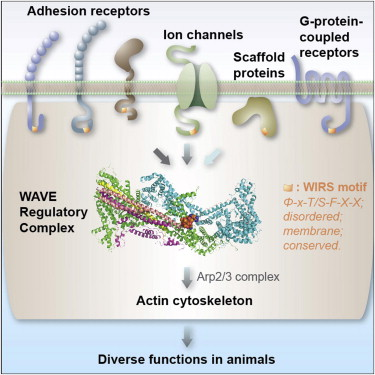 Adhesion receptors
Ion channels
Scaffold
proteins
G-protein-
coupled
receptors
WAVE
Regulatory
Complex
: WIRS motif
Φ-x-T/S-F-X-X;
disordered;
membrane;
conserved.
Arp2/3 complex
Actin cytoskeleton
Diverse functions in animals